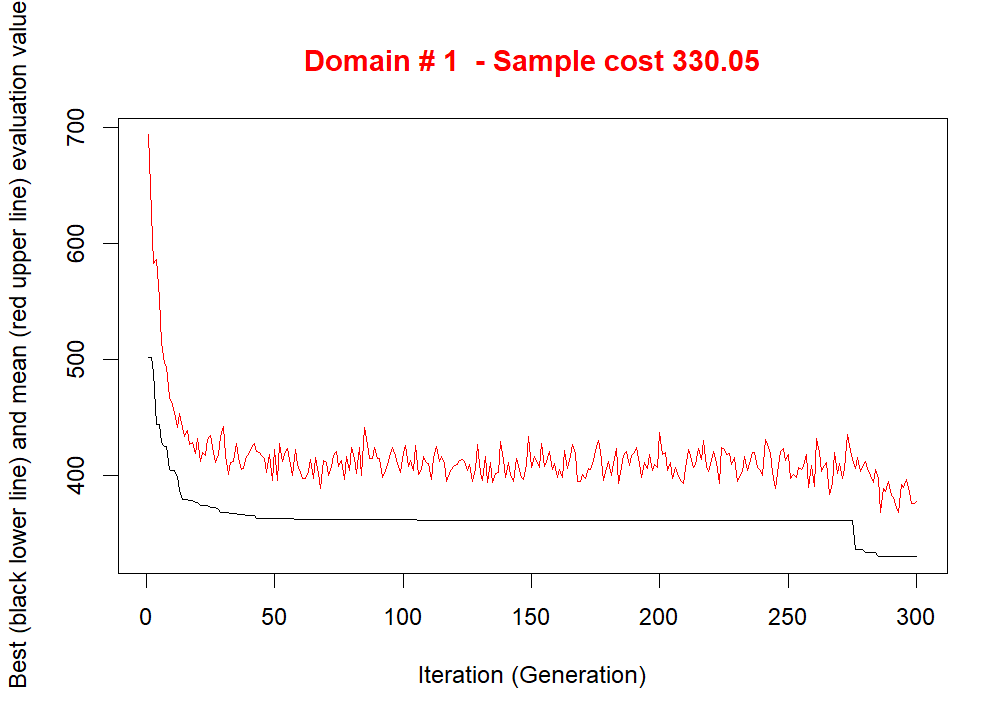 Domain # 1  - Sample cost 330.05
Best (black lower line) and mean (red upper line) evaluation value
700
600
500
400
0 50 100 150 200 250 300
Iteration (Generation)